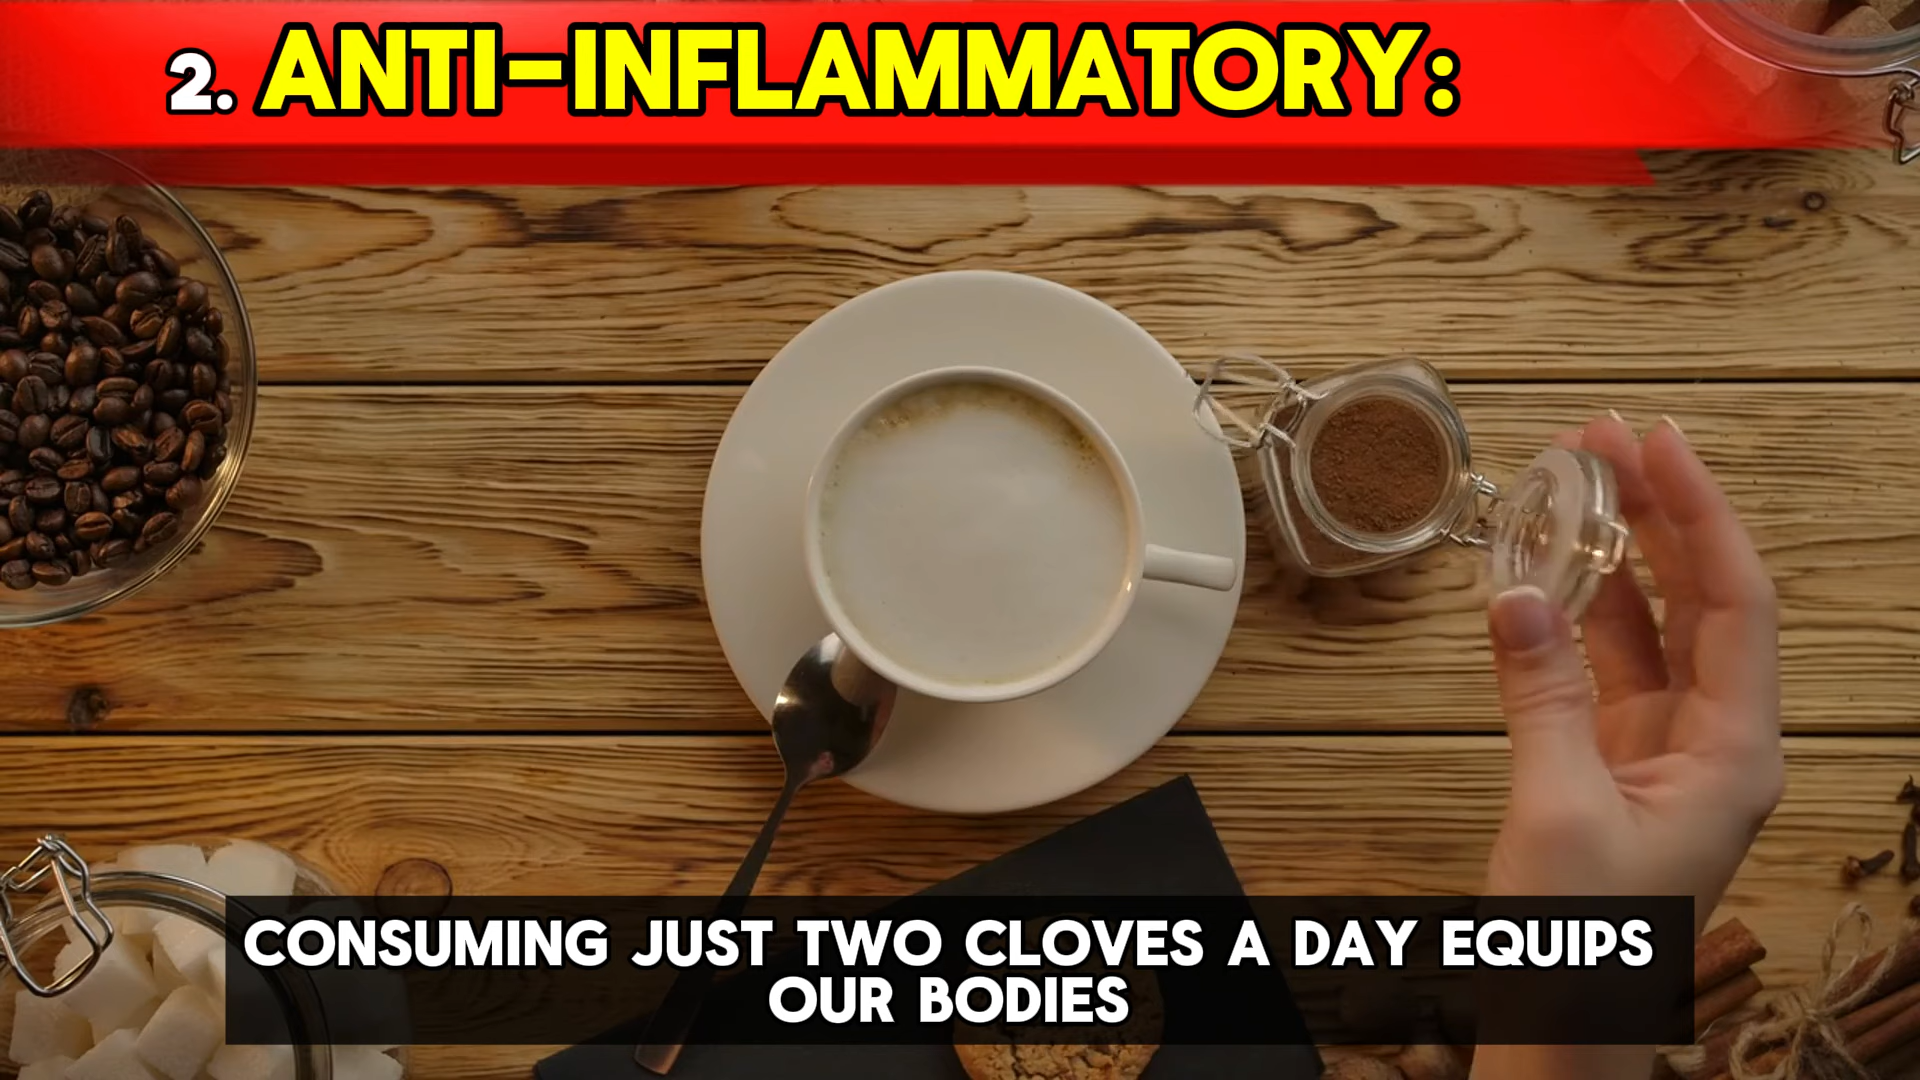 2. ANTI-INFLAMMATORY:
CONSUMING JUST TWO CLOVES A DAY EQUIPS
OUR BODIES